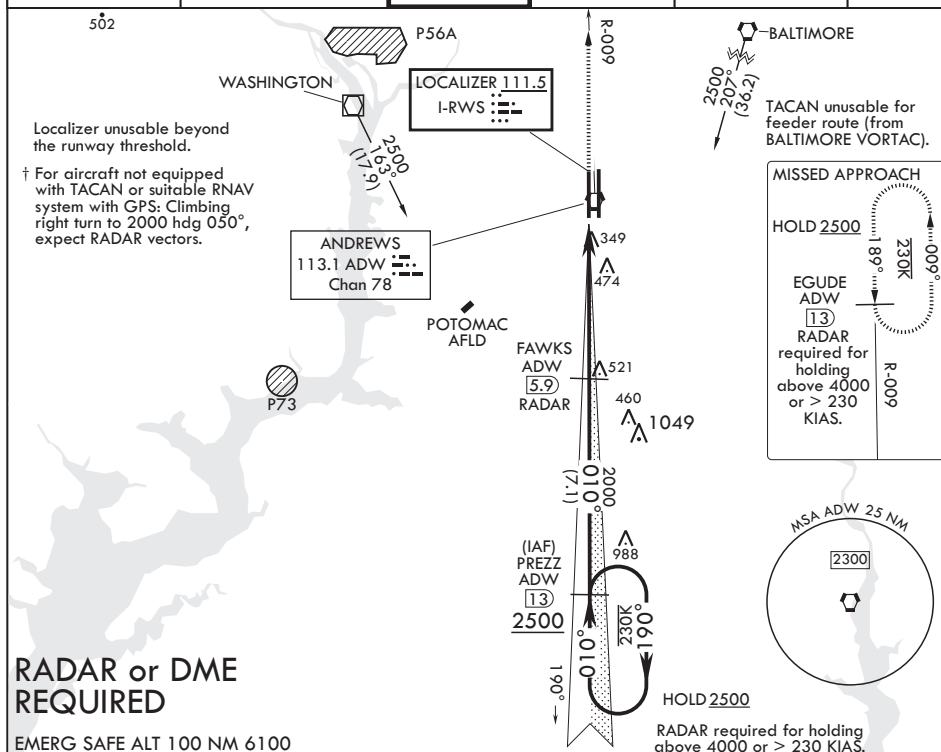 502
P56A
WASHINGTON
2500
163°
(17.9)
LOCALIZER 111.5
I-RWS
R-009
BALTIMORE
2500
207°
(36.2)
TACAN unusable for
feeder route (from
BALTIMORE VORTAC).
Localizer unusable beyond
the runway threshold.
† For aircraft not equipped
with TACAN or suitable RNAV
system with GPS: Climbing
right turn to 2000 hdg 050°,
expect RADAR vectors.
ANDREWS
113.1 ADW
Chan 78
349
474
POTOMAC
AFLD
P73
FAWKS
ADW
5.9
RADAR
521
460
1049
2000
010°
(7.1)
988
(IAF)
PREZZ
ADW
13
2500
010°
230K
190°
190°
HOLD 2500
RADAR required for holding
above 4000 or > 230 KIAS.
MISSED APPROACH
HOLD 2500
189°
230K
009°
EGUDE
ADW
13
RADAR
required for
holding
above 4000
or > 230
KIAS.
R-009
MSA ADW 25 NM
2300
RADAR or DME
REQUIRED
EMERG SAFE ALT 100 NM 6100